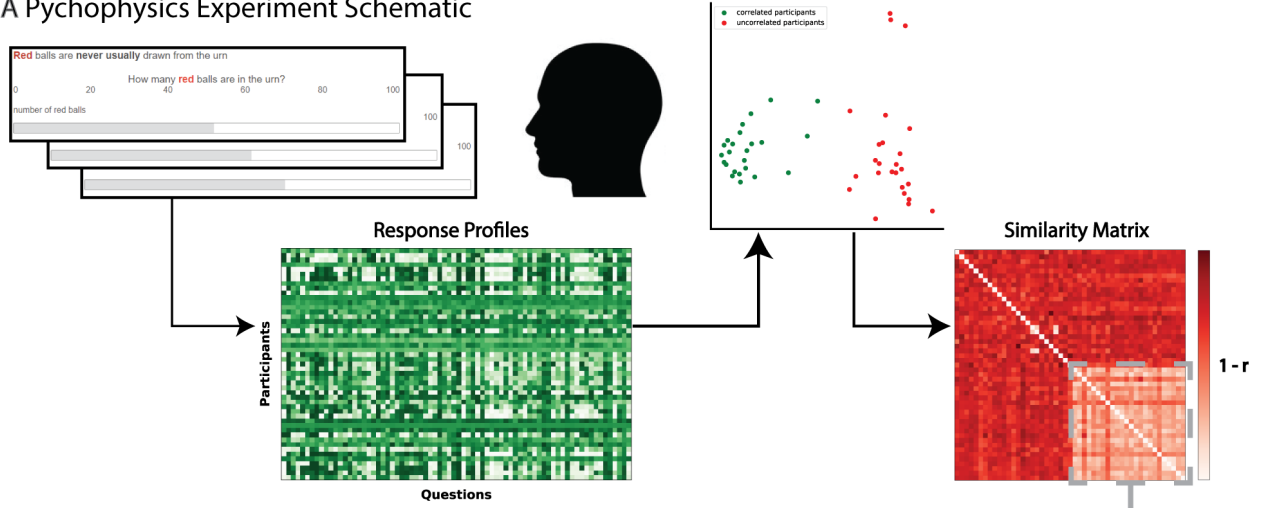 A Pychophysics Experiment Schematic
Red balls are never usually drawn from the urn
How many red balls are in the urn?
0 20 40 60 80 100
number of red balls
100
100
correlated participants
uncorrelated participants
Response Profiles
Participants
Questions
Similarity Matrix
1 - r